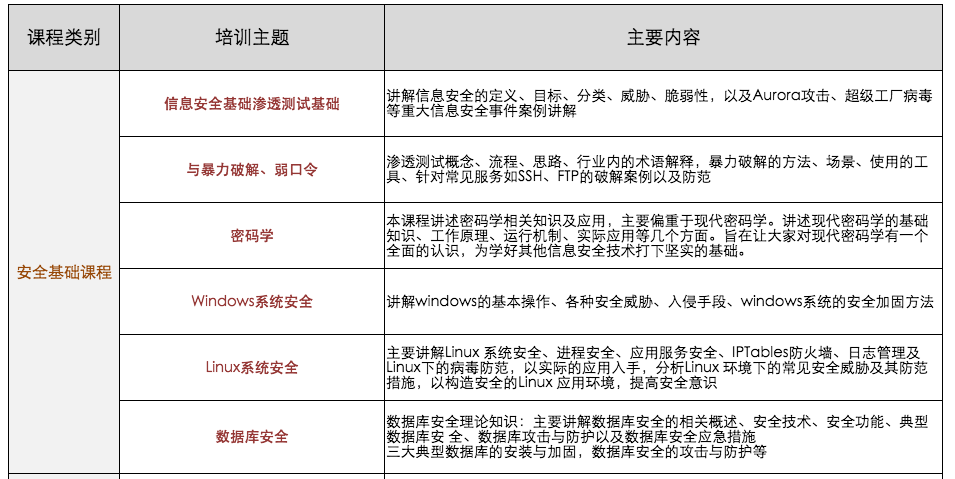 课程类别
培训主题
主要内容
安全基础课程
信息安全基础渗透测试基础
讲解信息安全的定义、目标、分类、威胁、脆弱性，以及Aurora攻击、超级工厂病毒
等重大信息安全事件案例讲解
与暴力破解、弱口令
渗透测试概念、流程、思路、行业内的术语解释，暴力破解的方法、场景、使用的工
具、针对常见服务如SSH、FTP的破解案例以及防范
密码学
本课程讲述密码学相关知识及应用，主要偏重于现代密码学。讲述现代密码学的基础
知识、工作原理、运行机制、实际应用等几个方面。旨在让大家对现代密码学有一个
全面的认识，为学好其他信息安全技术打下坚实的基础。
Windows系统安全
讲解windows的基本操作、各种安全威胁、入侵手段、windows系统的安全加固方法
Linux系统安全
主要讲解Linux 系统安全、进程安全、应用服务安全、IPTables防火墙、日志管理及
Linux下的病毒防范，以实际的应用入手，分析Linux 环境下的常见安全威胁及其防范
措施，以构造安全的Linux 应用环境，提高安全意识
数据库安全
数据库安全理论知识：主要讲解数据库安全的相关概述、安全技术、安全功能、典型
数据库安 全、数据库攻击与防护以及数据库安全应急措施
三大典型数据库的安装与加固，数据库安全的攻击与防护等